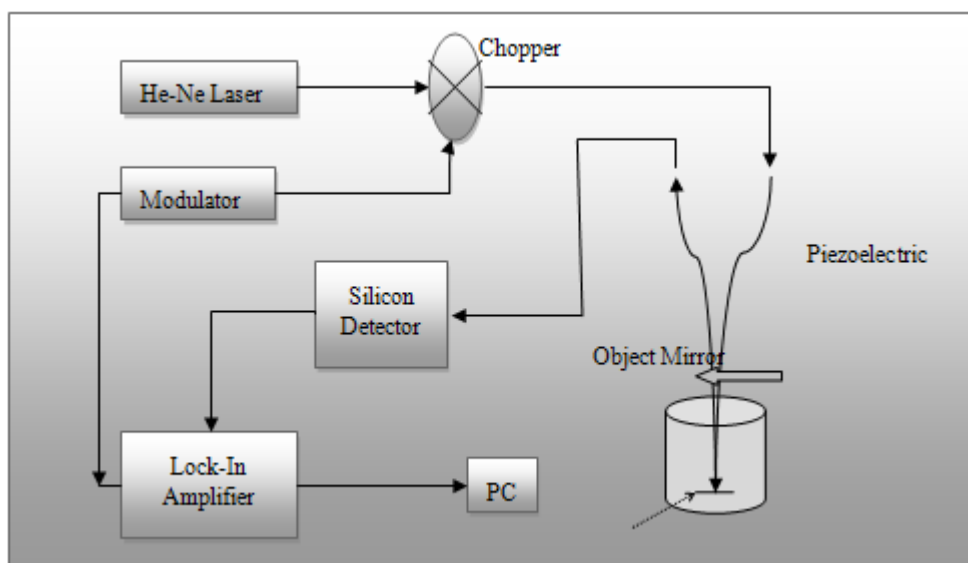 Chopper
He-Ne Laser
Modulator
Piezoelectric
Silicon
Detector
Object Mirror
Lock-In
Amplifier
PC